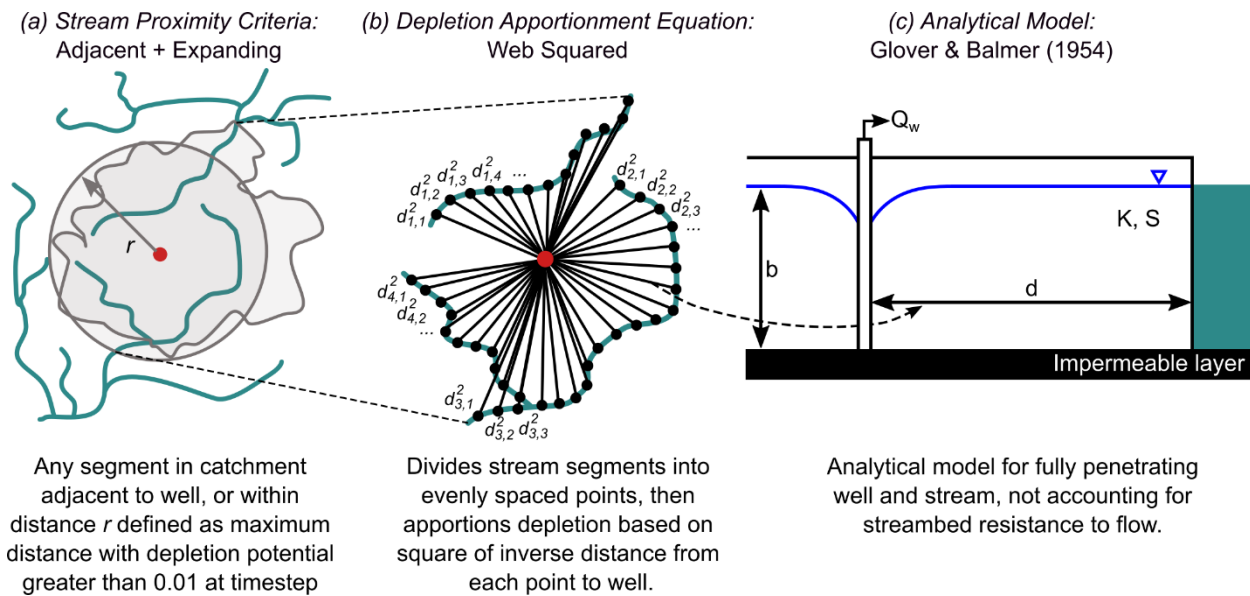 (a) Stream Proximity Criteria:
Adjacent + Expanding
r
Any segment in catchment
adjacent to well, or within
distance r defined as maximum
distance with depletion potential
greater than 0.01 at timestep
(b) Depletion Apportionment Equation:
Web Squared
d²1,1
d²1,2
d²1,3
d²1,4
...
d²2,1
d²2,2
d²2,3
...
d²4,1
d²4,2
...
d²3,1
d²3,2
d²3,3
Divides stream segments into
evenly spaced points, then
apportions depletion based on
square of inverse distance from
each point to well.
(c) Analytical Model:
Glover & Balmer (1954)
Qw
K, S
b
d
Impermeable layer
Analytical model for fully penetrating
well and stream, not accounting for
streambed resistance to flow.